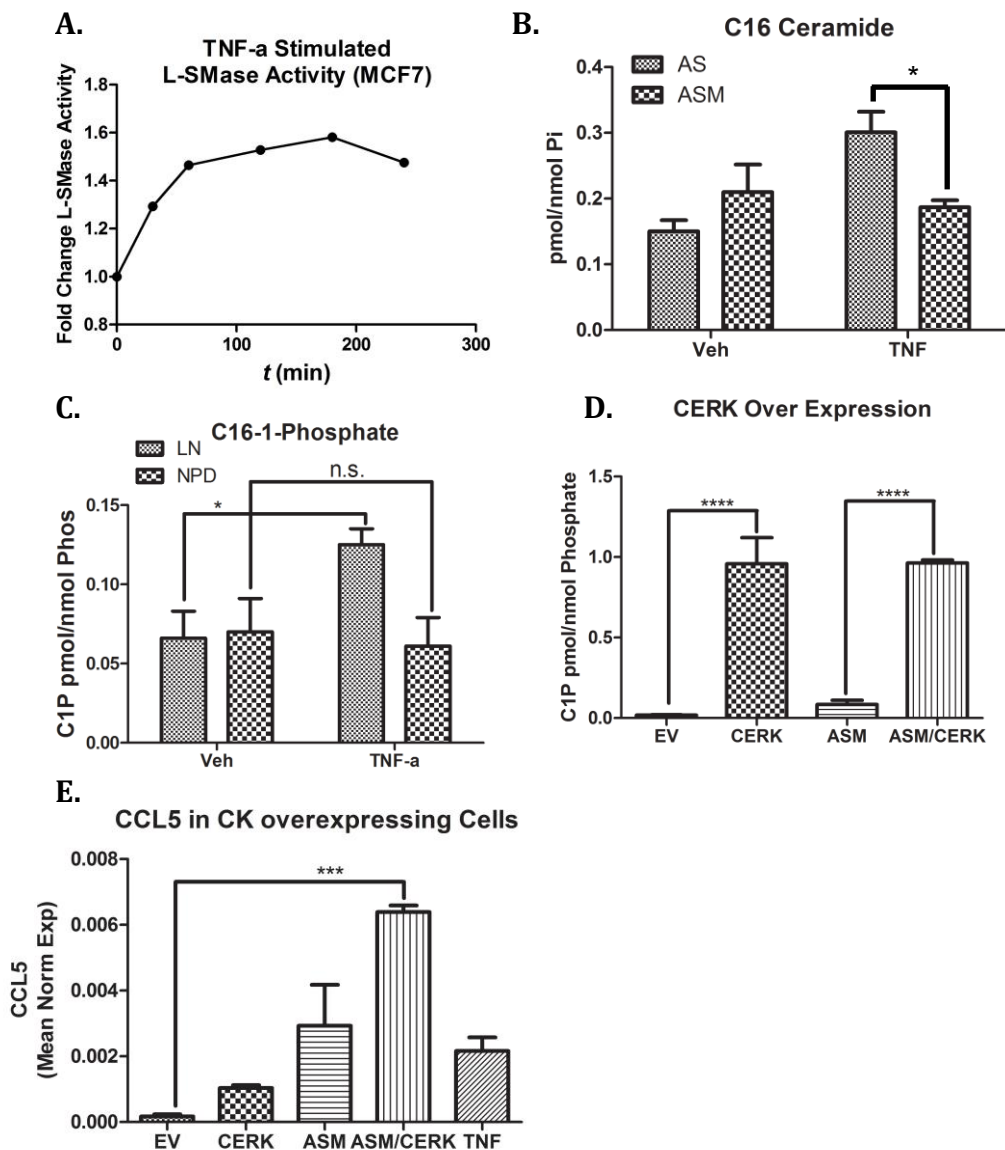 A.
TNF-a Stimulated
L-SMase Activity (MCF7)
Fold Change L-SMase Activity
1.8
1.6
1.4
1.2
1.0
0.8
0
100
200
300
t (min)
B.
C16 Ceramide
AS
ASM
*
pmol/nmol Pi
0.4
0.3
0.2
0.1
0.0
Veh
TNF
C.
C16-1-Phosphate
LN
NPD
n.s.
*
C1P pmol/nmol Phos
0.15
0.10
0.05
0.00
Veh
TNF-a
D.
CERK Over Expression
C1P pmol/nmol Phosphate
1.5
1.0
0.5
0.0
****
****
EV
CERK
ASM
ASM/CERK
E.
CCL5 in CK overexpressing Cells
CCL5
(Mean Norm Exp)
0.008
0.006
0.004
0.002
0.000
***
EV
CERK
ASM
ASM/CERK
TNF